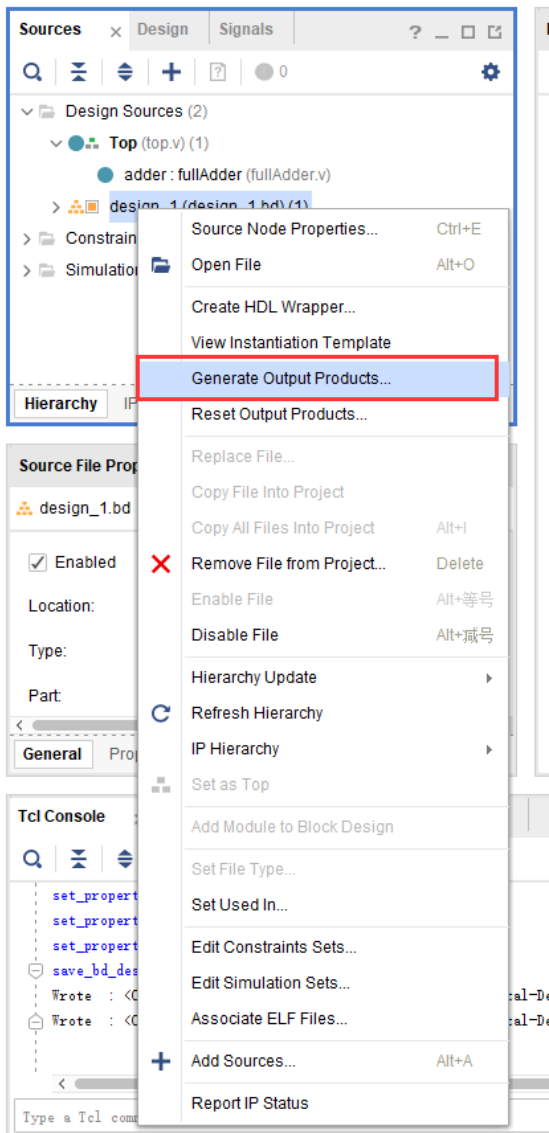 Sources × Design Signals ? _
0
Design Sources (2)
Top (top.v) (1)
adder : fullAdder (fullAdder.v)
design_1 (design_1.bd) (1)
Constrain
Simulation
Source Node Properties... Ctrl+E
Open File Alt+O
Create HDL Wrapper...
View Instantiation Template
Generate Output Products...
Reset Output Products...
Replace File...
Copy File Into Project
Copy All Files Into Project Alt+I
Remove File from Project... Delete
Enable File Alt+等号
Disable File Alt+减号
Hierarchy Update
Refresh Hierarchy
IP Hierarchy
Set as Top
Add Module to Block Design
Set File Type...
Set Used In...
Edit Constraints Sets...
Edit Simulation Sets...
Associate ELF Files...
Add Sources... Alt+A
Report IP Status
Hierarchy IP
Source File Prop
design_1.bd
Enabled
Location:
Type:
Part:
General Prop
Tcl Console
set_propert
set_propert
set_propert
save_bd_des
Wrote : <C
Wrote : <C
al-De
al-De
Type a Tcl comm